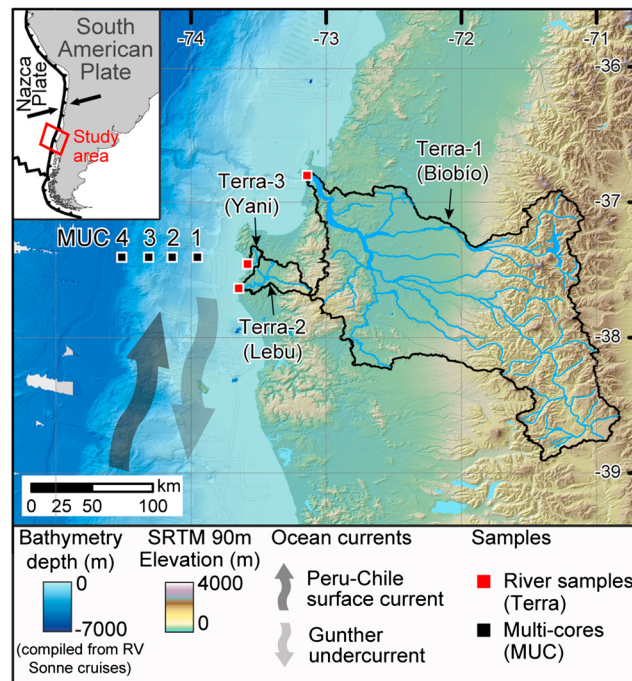 -74
-73
-72
-71
South
American
Plate
Nazca
Plate
Study
area
-36
Terra-1
(Biobío)
Terra-3
(Yani)
-37
MUC 4 3 2 1
Terra-2
(Lebu)
-38
km
0 25 50 100
-39
Bathymetry
depth (m)
0
-7000
(compiled from RV
Sonne cruises)
SRTM 90m
Elevation (m)
4000
0
Ocean currents
Peru-Chile
surface current
Gunther
undercurrent
Samples
River samples
(Terra)
Multi-cores
(MUC)